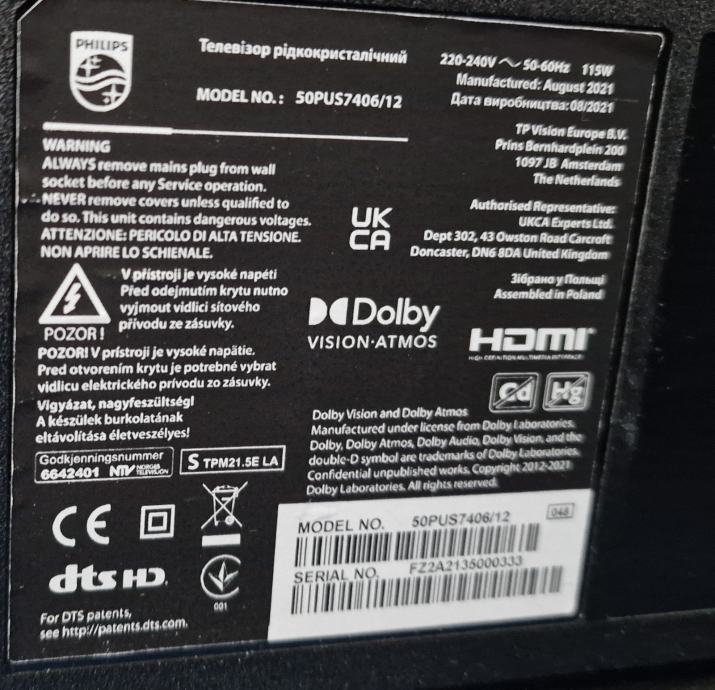 PHILIPS
Телевізор рідкокристалічний
MODEL NO.: 50PUS7406/12
220-240V ~ 50-60Hz 115W
Manufactured: August 2021
Дата виробництва:08/2021
TP Vision Europe B.V.
Prins Bernhardplein 200
1097 JB Amsterdam
The Netherlands
WARNING
ALWAYS remove mains plug from wall
socket before any Service operation.
NEVER remove covers unless qualified to
do so. This unit contains dangerous voltages.
ATTENZIONE: PERICOLO DI ALTA TENSIONE.
NON APRIRE LO SCHIENALE.
UK
CA
Authorised Representative:
UKCA Experts Ltd.
Dept 302, 43 Owston Road Carcroft
Doncaster, DN6 8DA United Kingdom
Зібрано у Польщі
Assembled in Poland
V přístroji je vysoké napětí
Před odejmutím krytu nutno
vyjmout vidlici síťového
přívodu ze zásuvky.
POZOR!
POZOR! V prístroji je vysoké napätie.
Pred otvorením krytu je potrebné vybrat
vidlicu elektrického prívodu zo zásuvky.
Vigyázat, nagyfeszültség!
A készülek burkolatának
eltávolítása életveszélyes!
Dolby
VISION·ATMOS
HDMI
HIGH-DEFINITION MULTIMEDIA INTERFACE
Cd
Hg
Dolby Vision and Dolby Atmos
Manufactured under license from Dolby Laboratories.
Dolby, Dolby Atmos, Dolby Audio, Dolby Vision, and the
double-D symbol are trademarks of Dolby Laboratories.
Confidential unpublished works. Copyright 2012-2021
Dolby Laboratories. All rights reserved.
Godkjenningsnummer
6642401 NTV NORGES TELEVISION
S TPM21.5E LA
CE
dts HD
001
For DTS patents,
see http://patents.dts.com.
MODEL NO. 50PUS7406/12
048
SERIAL NO. FZ2A2135000333